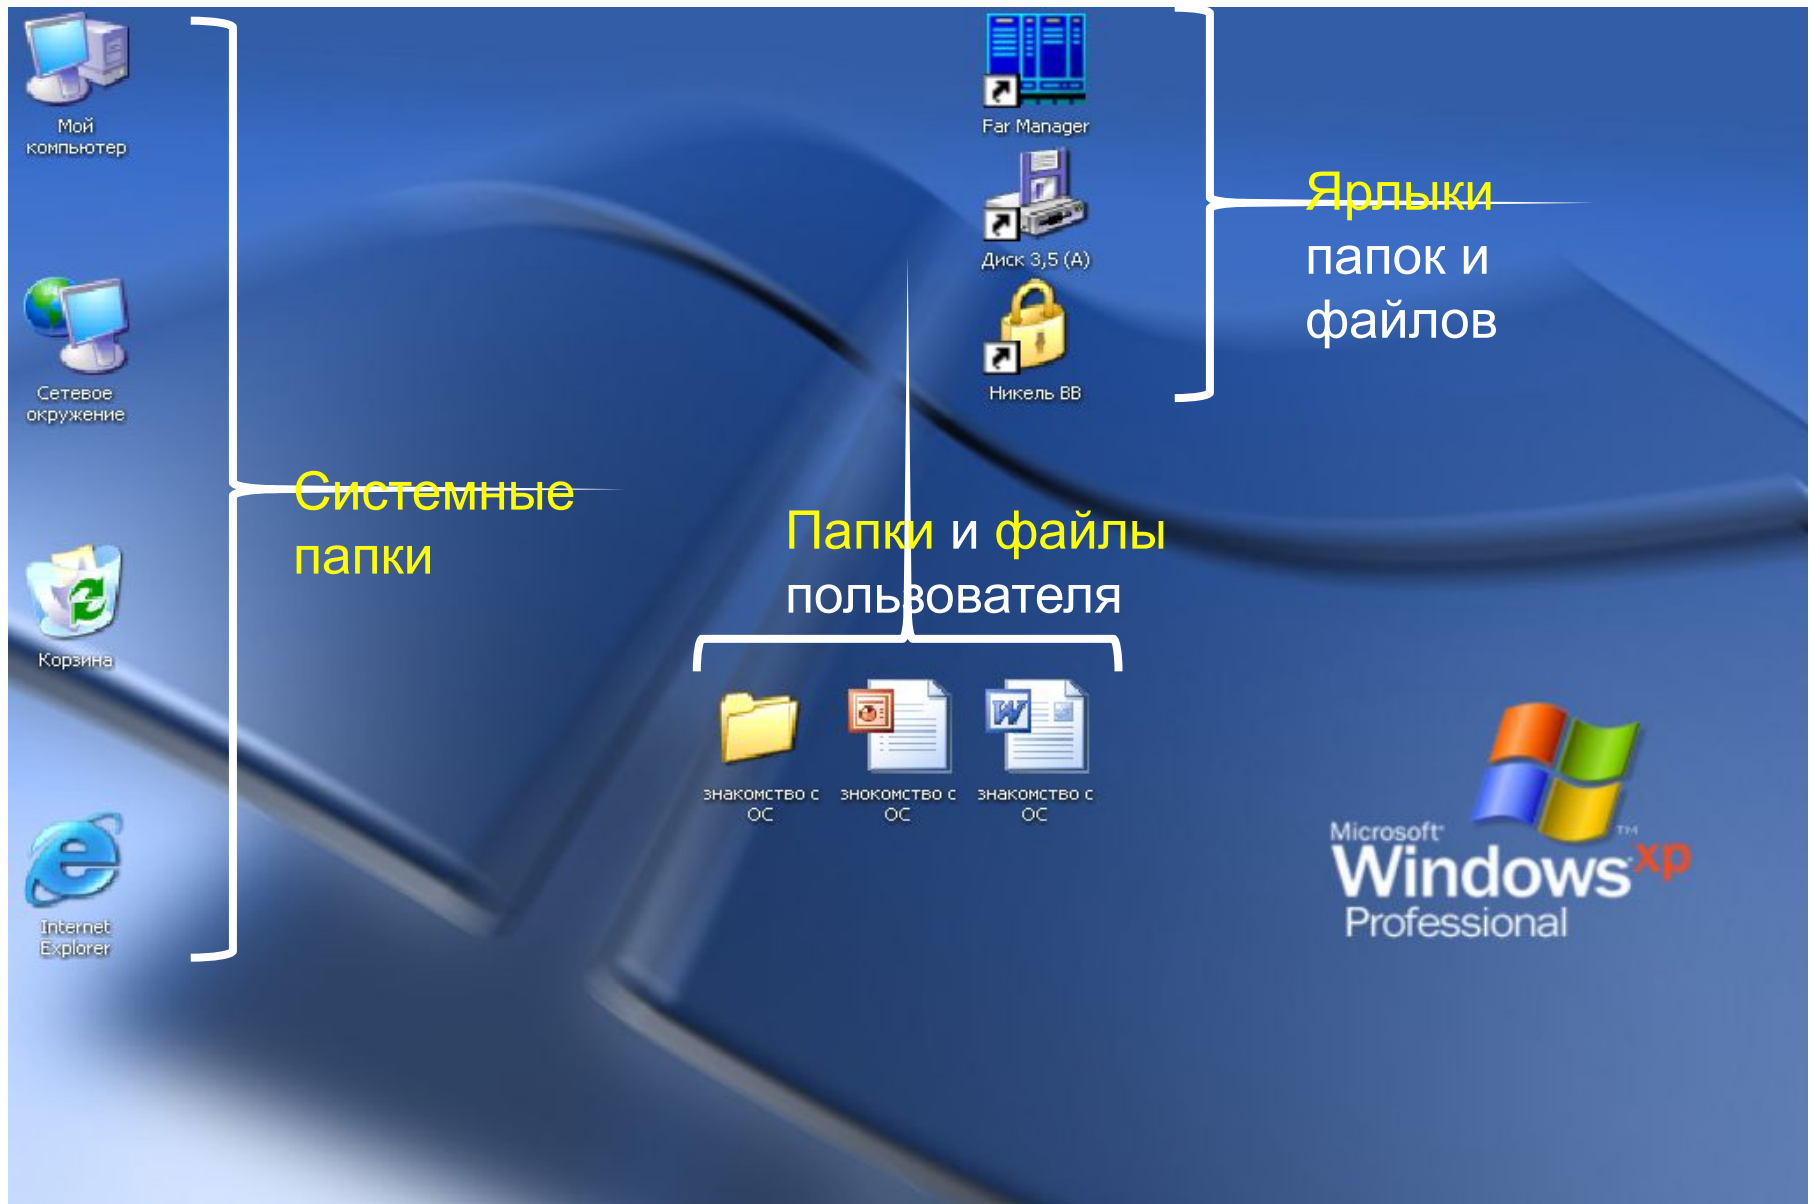 Мой
компьютер
Сетевое
окружение
Корзина
Internet
Explorer
Системные
папки
Far Manager
Диск 3,5 (А)
Никель ВВ
Ярлыки
папок и
файлов
Папки и файлы
пользователя
знакомство с
ОС
знокомство с
ОС
знакомство с
ОС
Microsoft
Windows xp
Professional